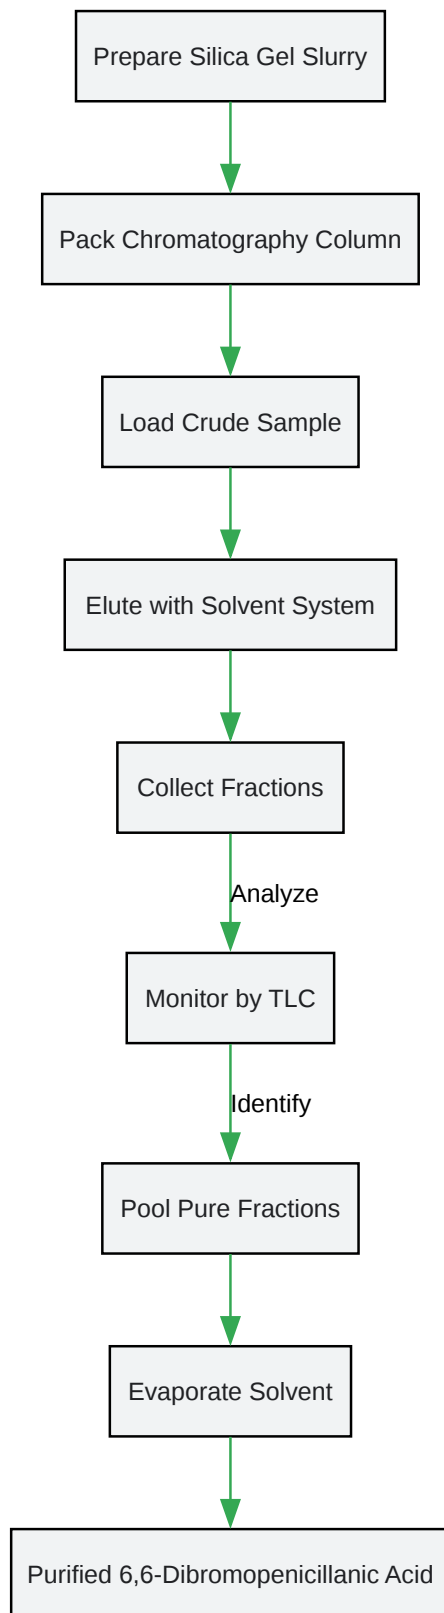 Prepare Silica Gel Slurry
Pack Chromatography Column
Load Crude Sample
Elute with Solvent System
Collect Fractions
Analyze
Monitor by TLC
Identify
Pool Pure Fractions
Evaporate Solvent
Purified 6,6-Dibromopenicillanic Acid